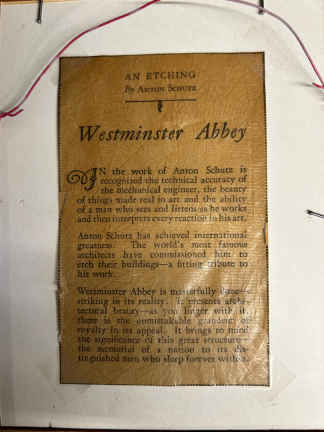 AN ETCHING
By ANTON SCHUTZ
Westminster Abbey
IN the work of Anton Schutz is
recognized the technical accuracy of
the mechanical engineer, the beauty
of things made real in art and the ability
of a man who sees and listens as he works
and then interprets every reaction in his art.
Anton Schutz has achieved international
greatness. The world's most famous
architects have commissioned him to
etch their buildings—a fitting tribute to
his work.
Westminster Abbey is masterfully done—
striking in its reality. It presents archi-
tectural beauty—as you linger with it,
there is the unmistakable grandeur of
royalty in its appeal. It brings to mind
the significance of this great structure—
the memorial of a nation to its dis-
tinguished men who sleep forever within.